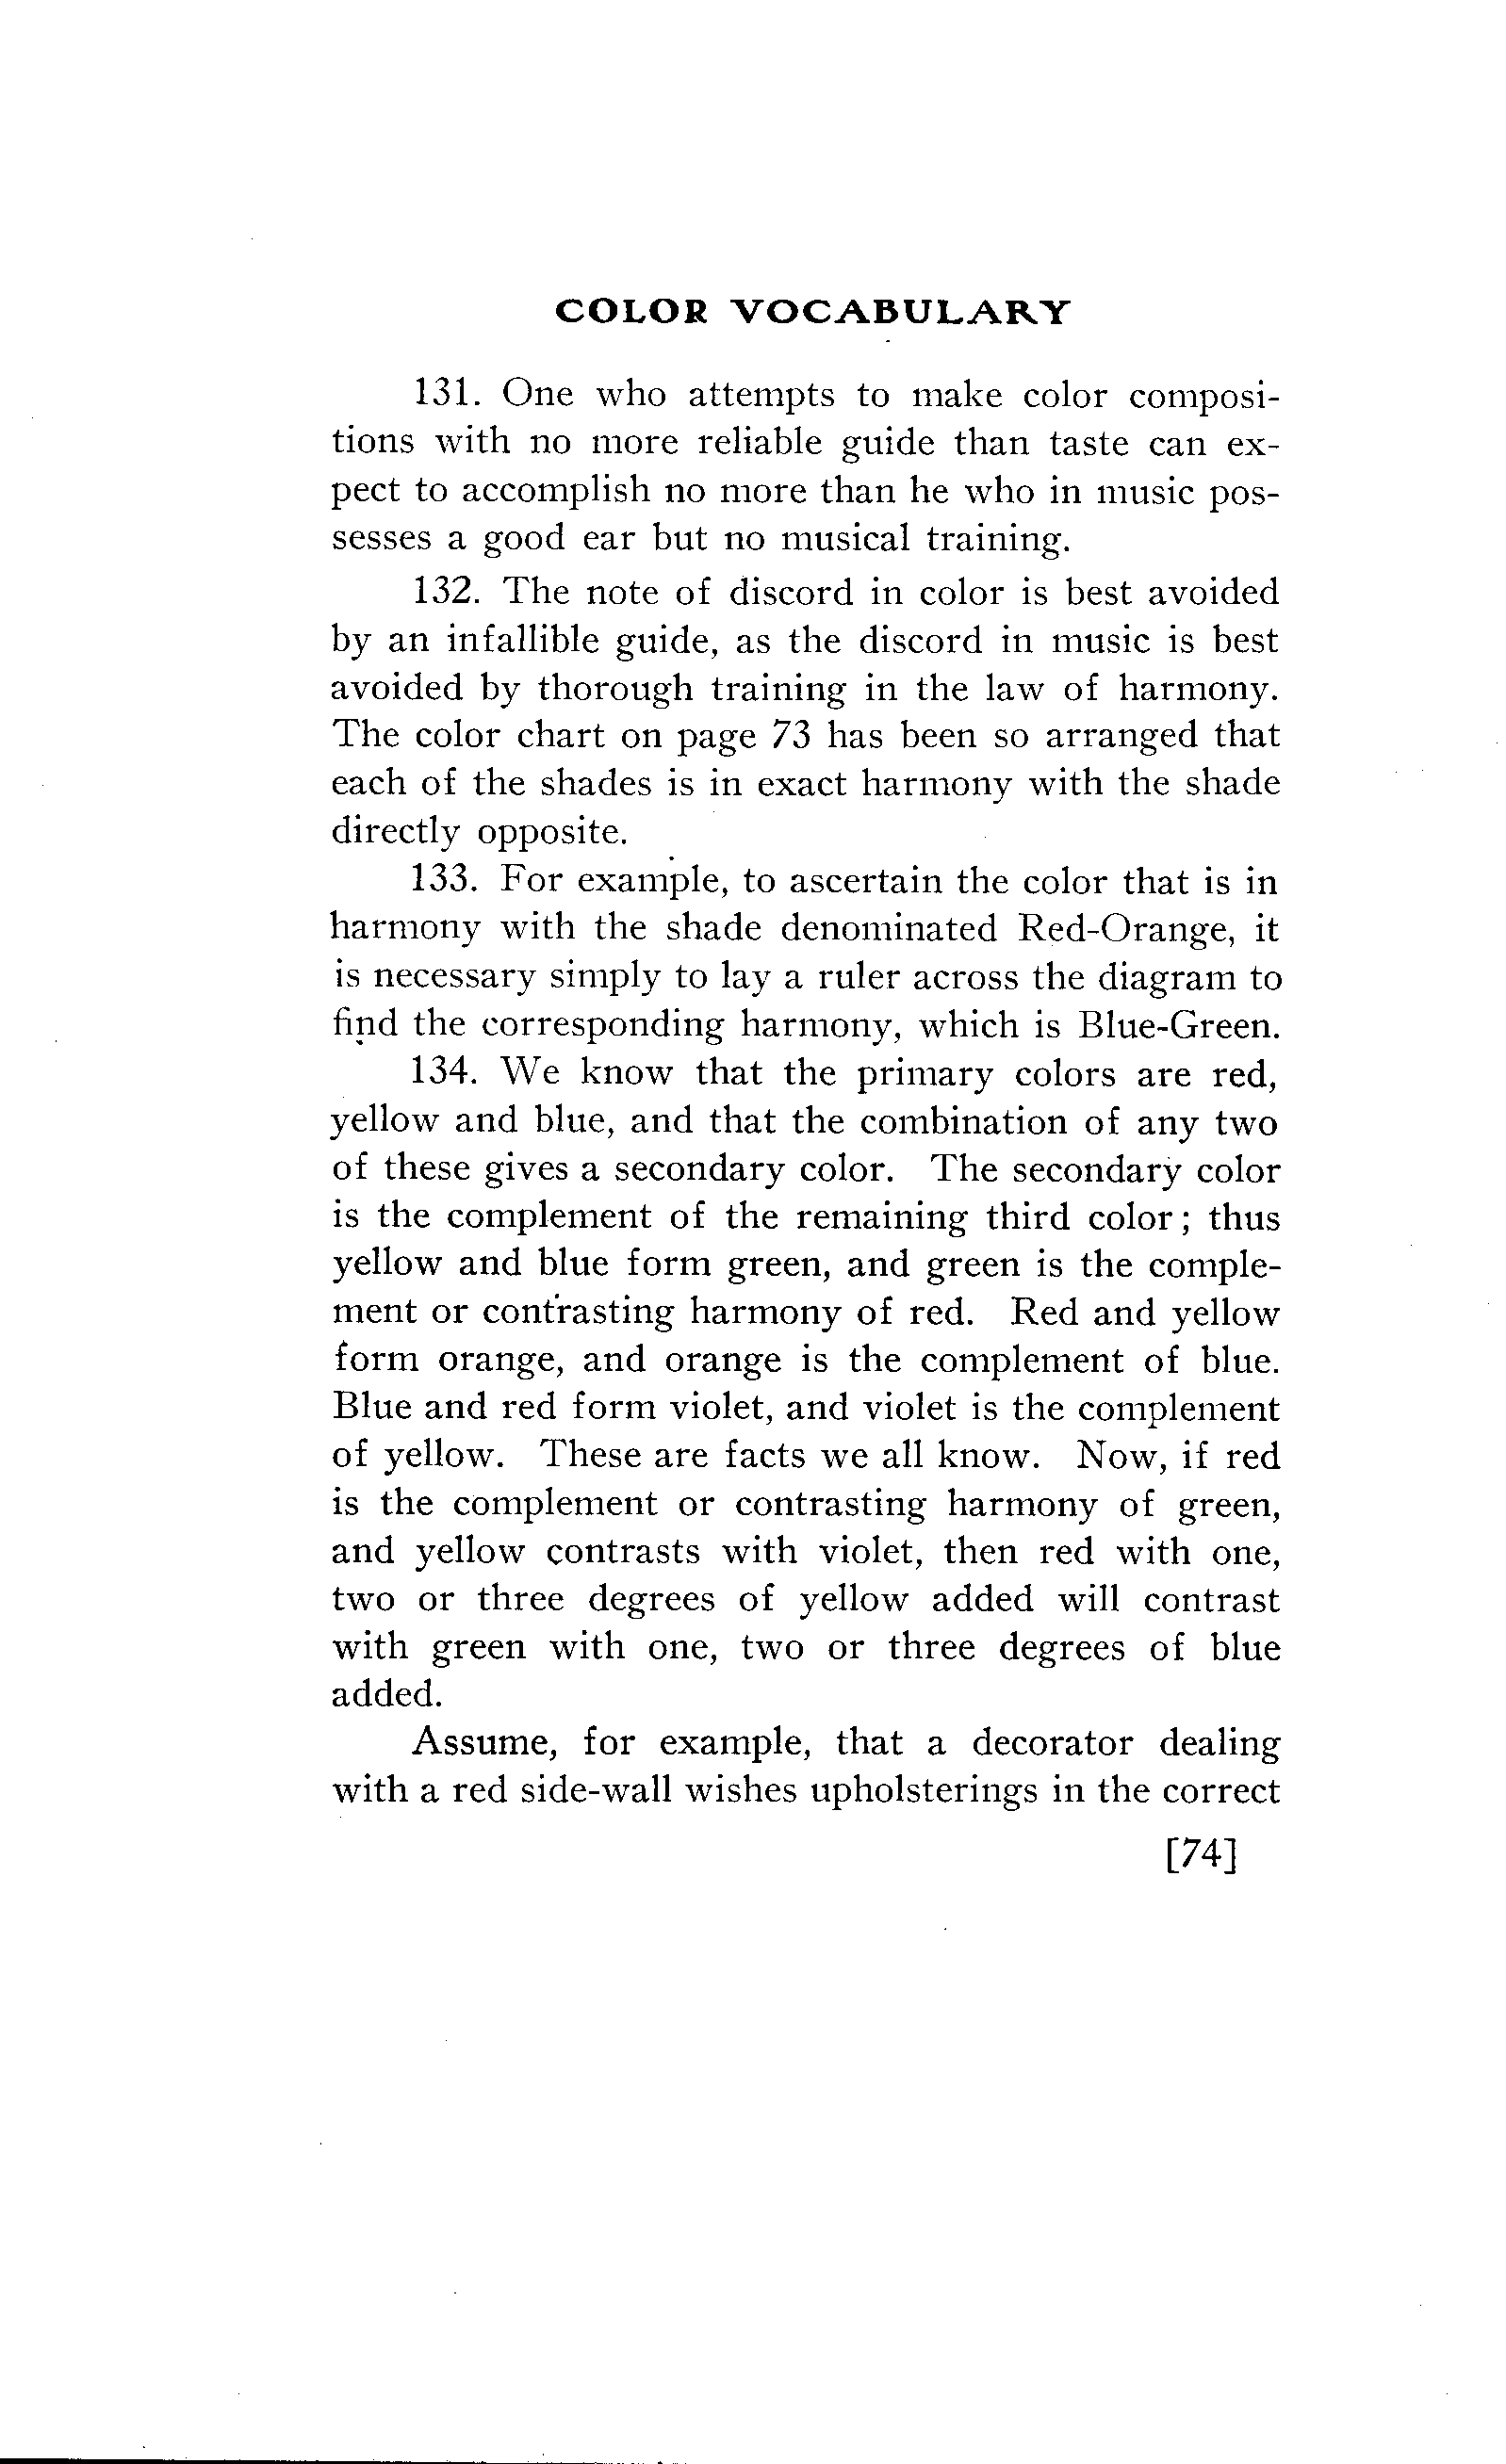 COLOR VOCABULARY
131. One who attempts to make color composi-
tions with no more reliable guide than taste can ex-
pect to accomplish no more than he who in music pos-
sesses a good ear but no musical training.
132. The note of discord in color is best avoided
by an infallible guide, as the discord in music is best
avoided by thorough training in the law of harmony.
The color chart on page 73 has been so arranged that
each of the shades is in exact harmony with the shade
directly opposite.
133. For example, to ascertain the color that is in
harmony with the shade denominated Red-Orange, it
is necessary simply to lay a ruler across the diagram to
find the corresponding harmony, which is Blue-Green.
134. We know that the primary colors are red,
yellow and blue, and that the combination of any two
of these gives a secondary color. The secondary color
is the complement of the remaining third color; thus
yellow and blue form green, and green is the comple-
ment or contrasting harmony of red. Red and yellow
form orange, and orange is the complement of blue.
Blue and red form violet, and violet is the complement
of yellow. These are facts we all know. Now, if red
is the complement or contrasting harmony of green,
and yellow contrasts with violet, then red with one,
two or three degrees of yellow added will contrast
with green with one, two or three degrees of blue
added.
Assume, for example, that a decorator dealing
with a red side-wall wishes upholsterings in the correct
[74]